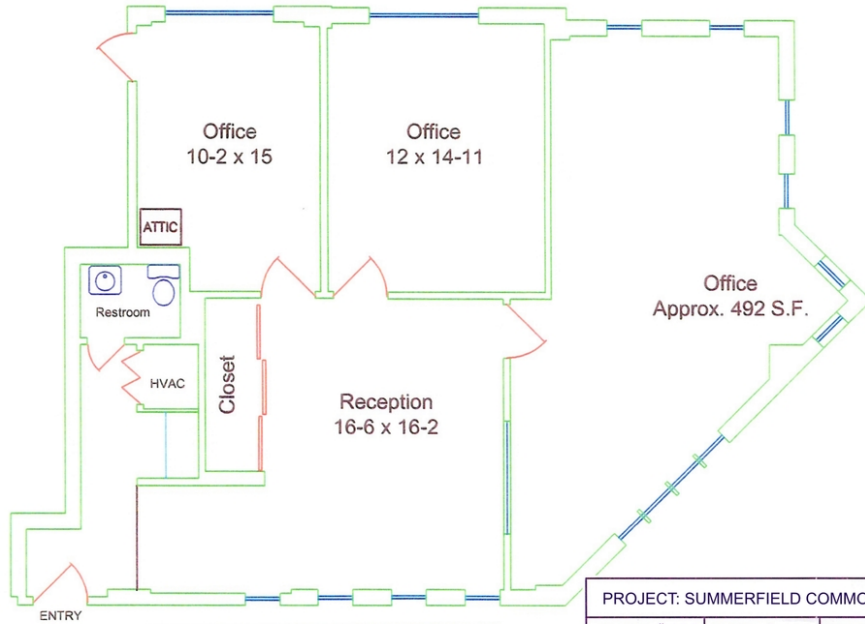 Office
10-2 x 15
Office
12 x 14-11
ATTIC
Office
Approx. 492 S.F.
Restroom
HVAC
Closet
Reception
16-6 x 16-2
ENTRY
PROJECT: SUMMERFIELD COMMO